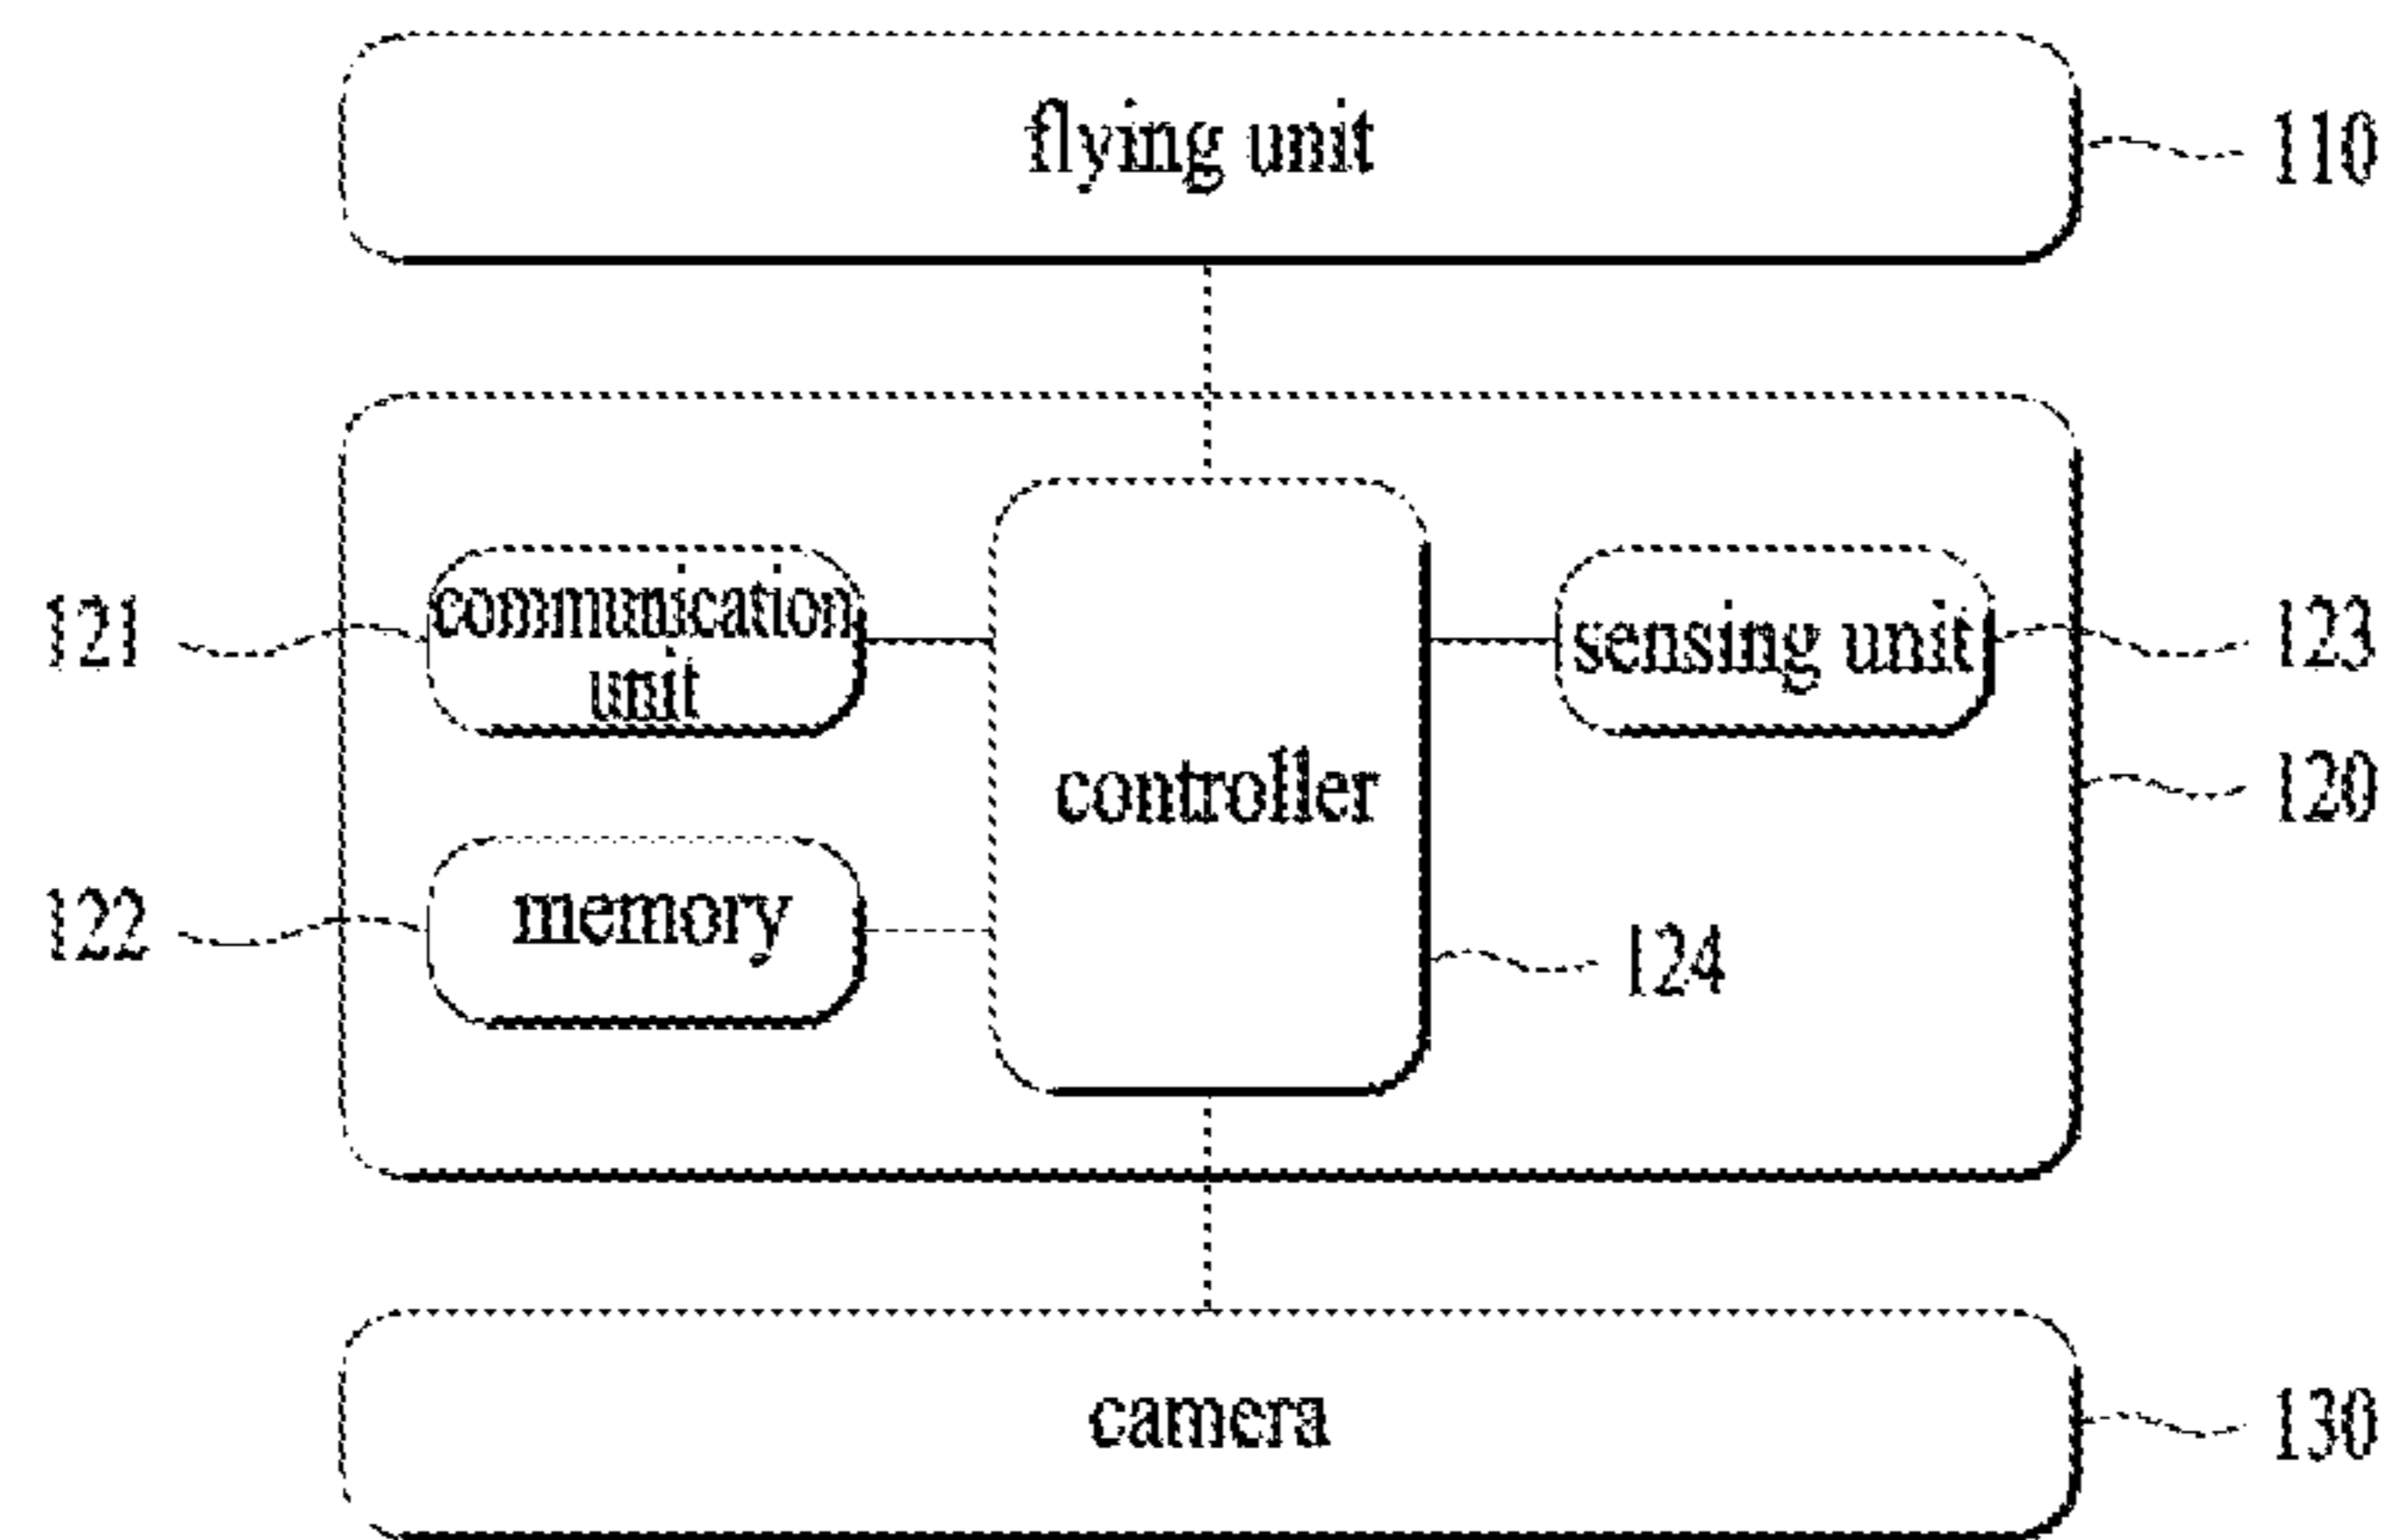 flying unit
110
communication
unit
121
sensing unit
123
controller
120
memory
122
124
camera
130